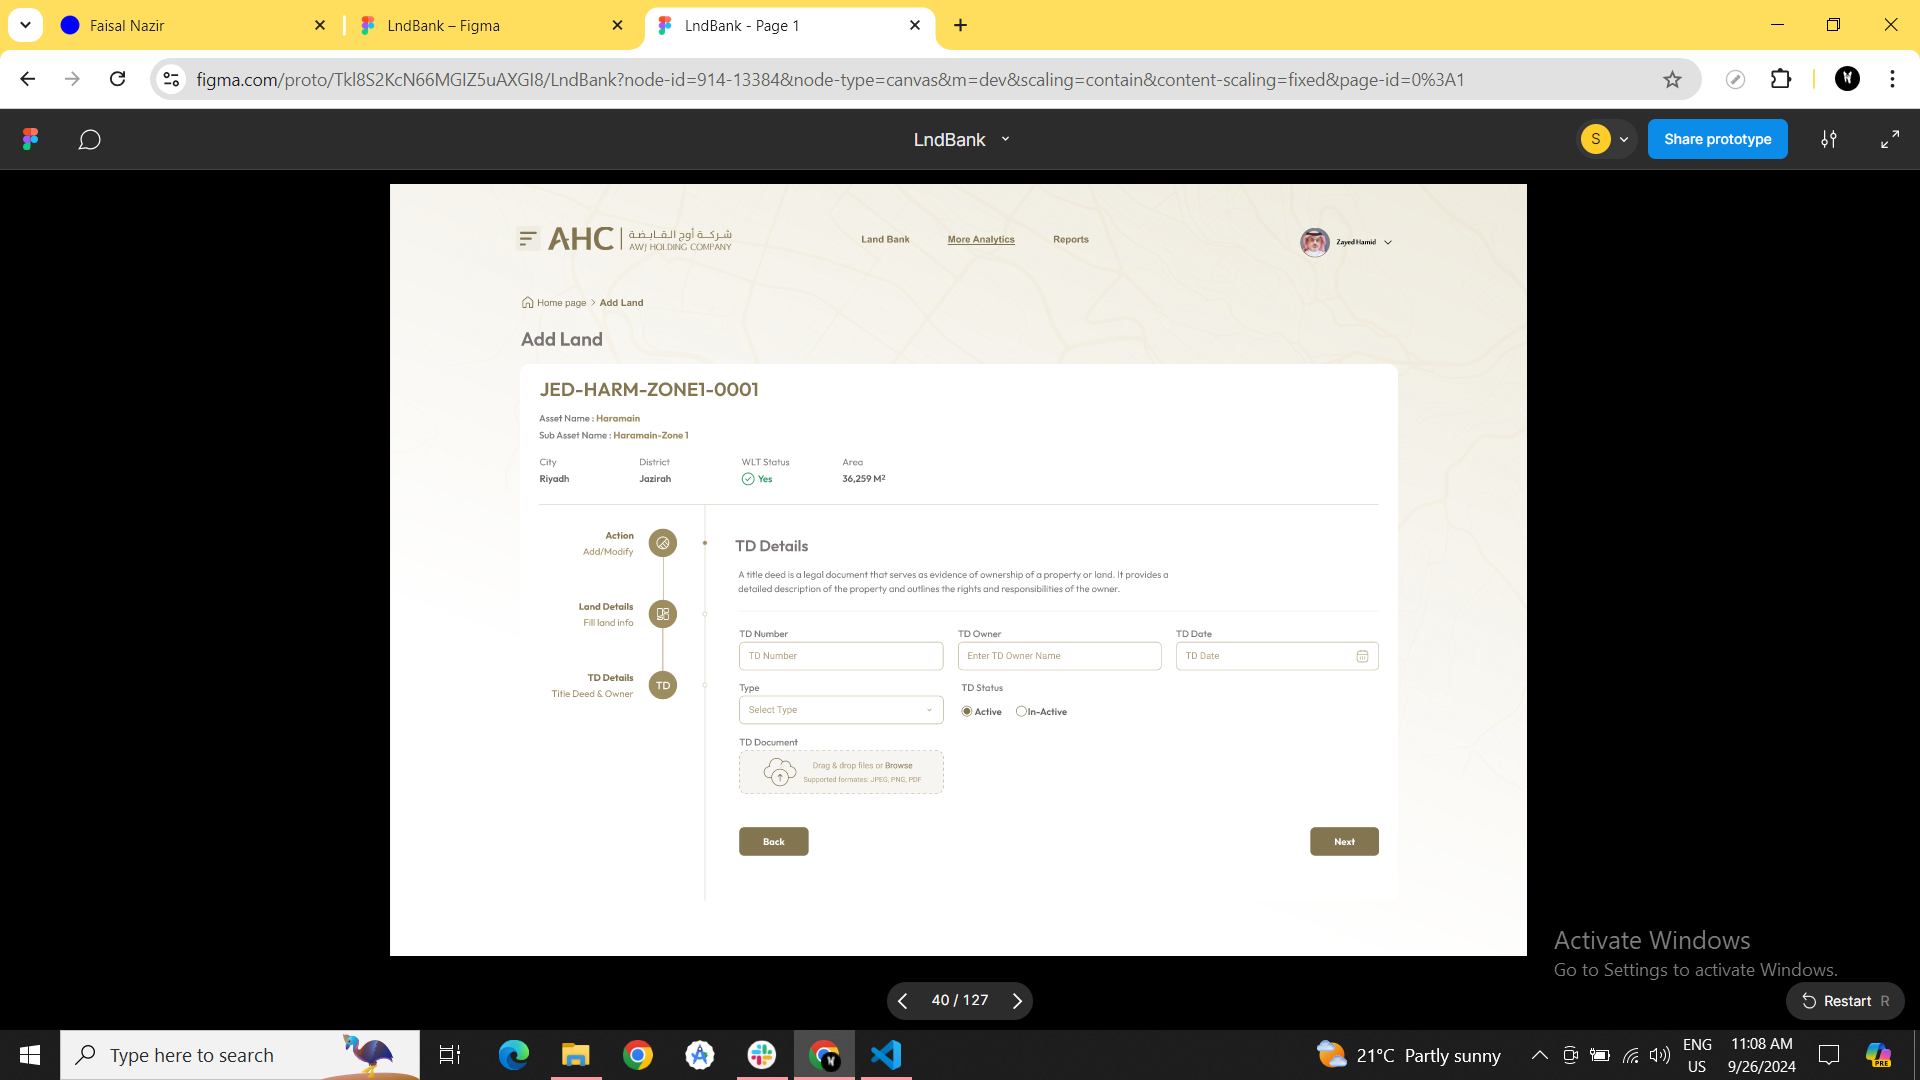 Faisal Nazir
LndBank – Figma
LndBank - Page 1
figma.com/proto/Tkl8S2KcN66MGIZ5uAXGI8/LndBank?node-id=914-13384&node-type=canvas&m=dev&scaling=contain&content-scaling=fixed&page-id=0%3A1
LndBank
S
Share prototype
AHC
شركة أوج القابضة
AWJ HOLDING COMPANY
Land Bank
More Analytics
Reports
Zayed Hamid
Home page > Add Land
Add Land
JED-HARM-ZONE1-0001
Asset Name : Haramain
Sub Asset Name : Haramain-Zone 1
City
District
WLT Status
Area
Riyadh
Jazirah
Yes
36,259 M²
Action
Add/Modify
Land Details
Fill land info
TD Details
Title Deed & Owner
TD
TD Details
A title deed is a legal document that serves as evidence of ownership of a property or land. It provides a
detailed description of the property and outlines the rights and responsibilities of the owner.
TD Number
TD Owner
TD Date
TD Number
Enter TD Owner Name
TD Date
Type
TD Status
Select Type
Active
In-Active
TD Document
Drag & drop files or Browse
Supported formates: JPEG, PNG, PDF
Back
Next
Activate Windows
Go to Settings to activate Windows.
40 / 127
Restart R
Type here to search
21°C Partly sunny
ENG
US
11:08 AM
9/26/2024
PRE